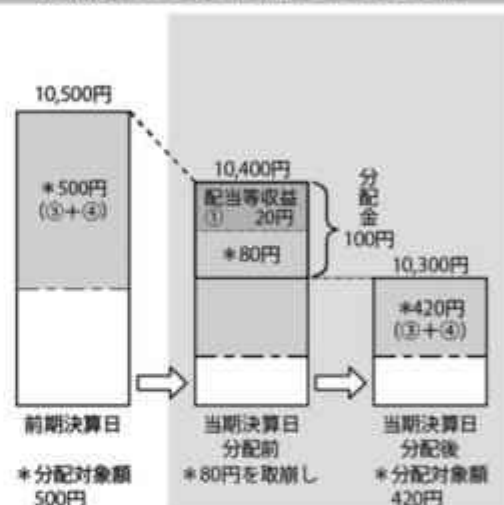 10,500円
*500円
(③+④)
前期決算日
*分配対象額
500円
10,400円
配当等収益
① 20円
*80円
分配金
100円
当期決算日
分配前
*80円を取崩し
10,300円
*420円
(③+④)
当期決算日
分配後
*分配対象額
420円